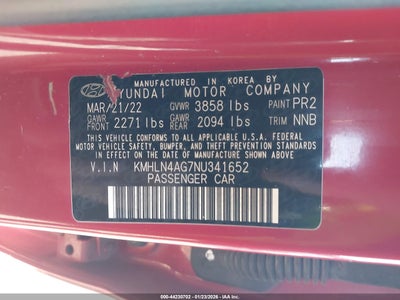 MANUFACTURED IN KOREA BY
HYUNDAI MOTOR COMPANY
MAR/21/22 GVWR 3858 lbs PAINT PR2
GAWR FRONT 2271 lbs GAWR REAR 2094 lbs TRIM NNB
THIS VEHICLE CONFORMS TO ALL APPLICABLE U.S.A. FEDERAL
MOTOR VEHICLE SAFETY, BUMPER, AND THEFT PREVENTION
STANDARDS IN EFFECT ON THE DATE OF MANUFACTURE
SHOWN ABOVE.
V.I.N KMHLN4AG7NU341652
PASSENGER CAR
000-44230702 - 01/23/2026 - IAA, LLC